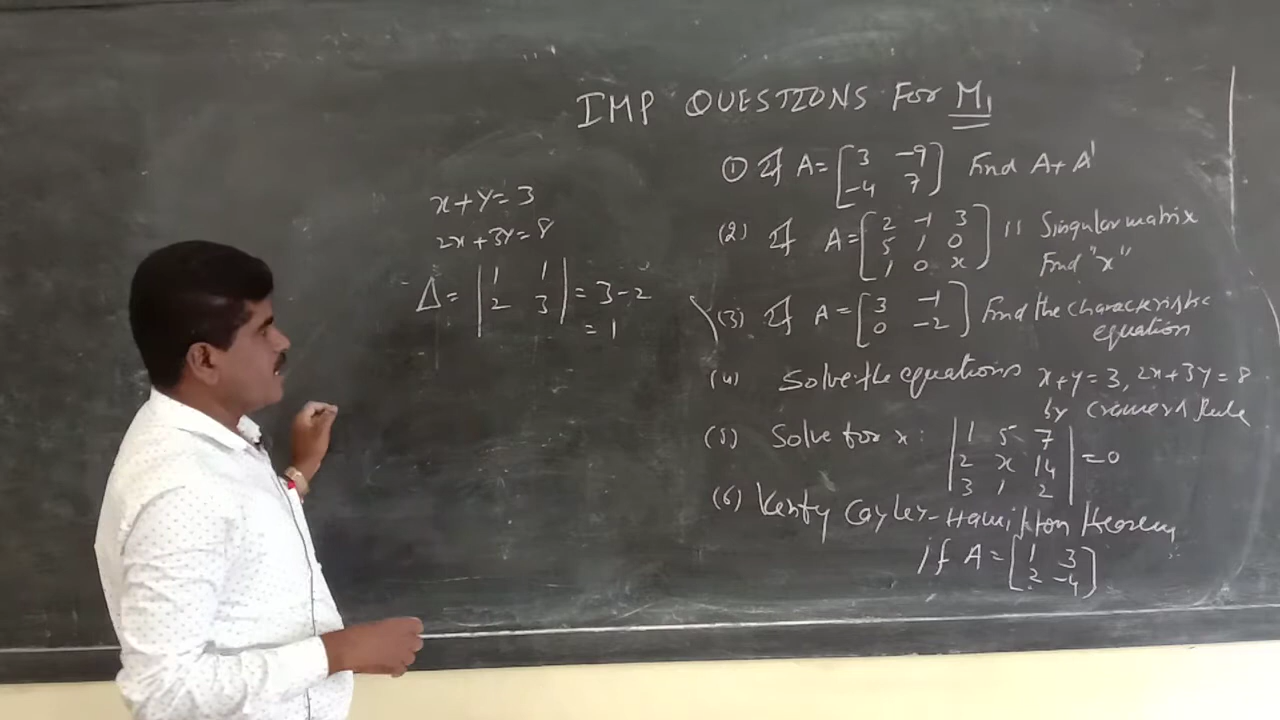 IMP QUESTIONS FOR M1
x+y=3
2x+3y=8
Δ = | 1 1 | = 3-2
| 2 3 |
= 1
(1) If A = [ 3 -9 ] Find A+A'
[ -4 7 ]
(2) If A = [ 2 -1 3 ] is Singular matrix
[ 5 1 0 ] Find "x"
[ 1 0 x ]
(3) If A = [ 3 -1 ] Find the characteristic
[ 0 -2 ] equation
(4) Solve the equations x+y=3, 2x+3y=8
by Cramer's Rule
(5) Solve for x: | 1 5 7 |
| 2 x 14 | = 0
| 3 1 2 |
(6) Verify Cayley-Hamilton theorem
if A = [ 1 3 ]
[ 2 -4 ]